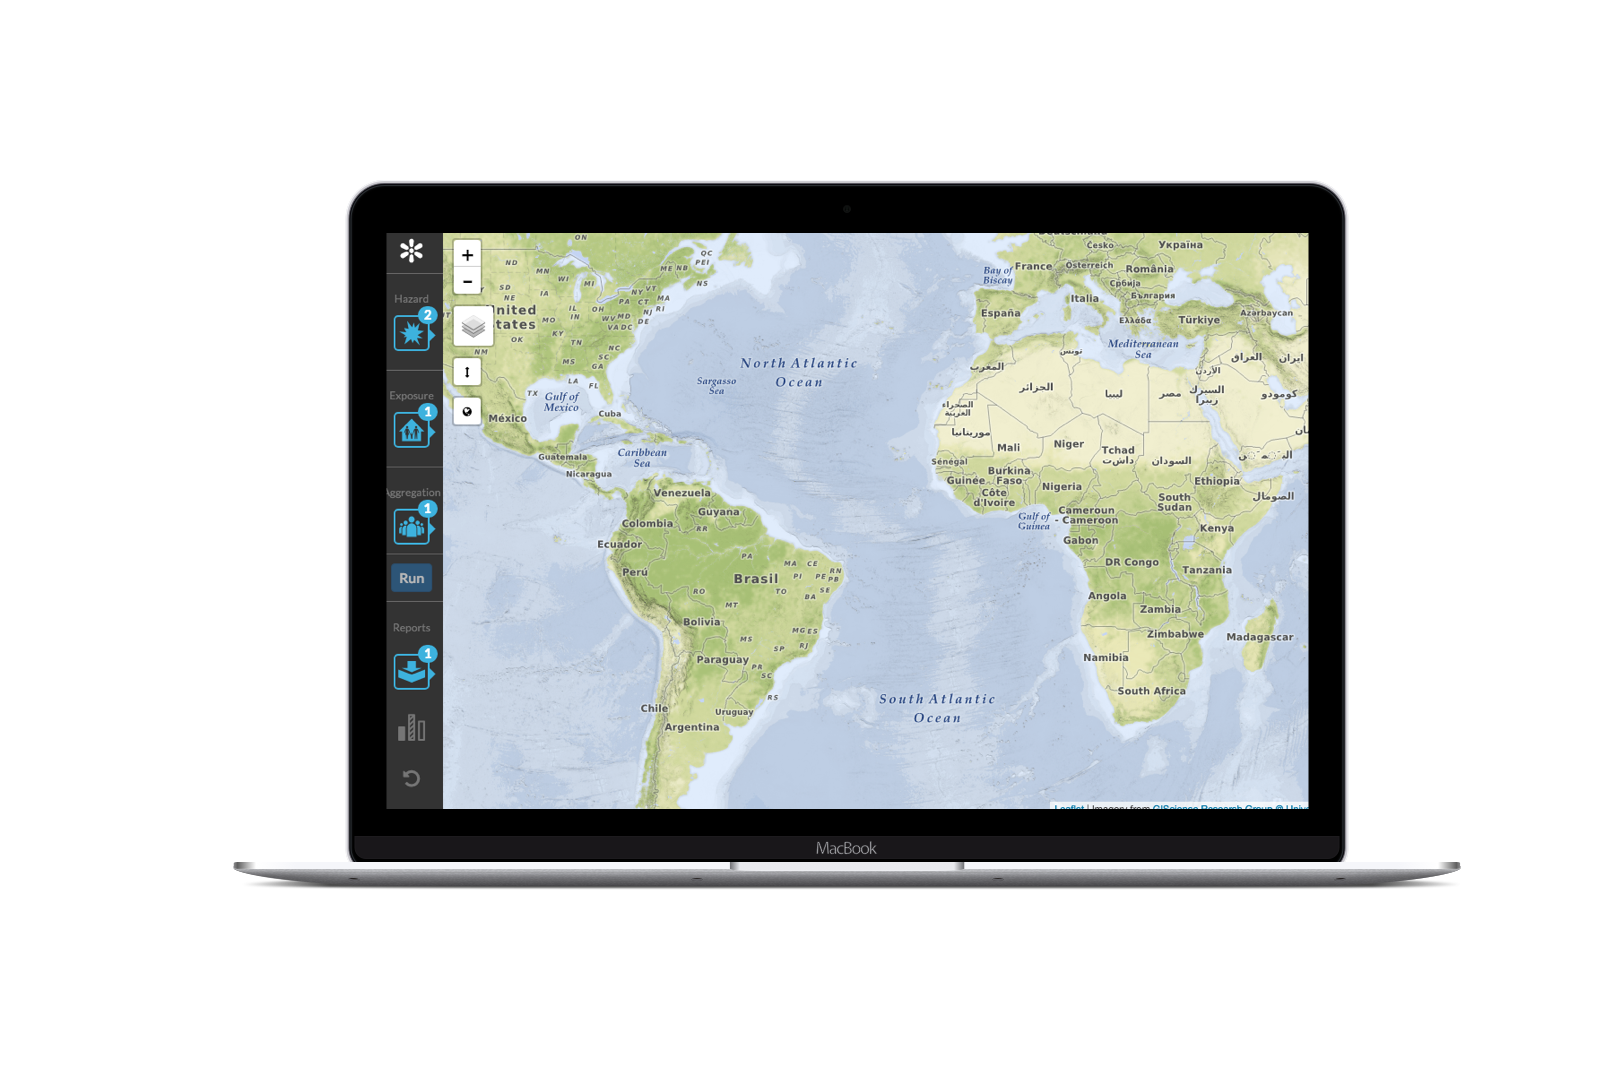 Hazard
2
Exposure
1
Aggregation
1
Run
Reports
1
+
-
ON
QC
PEI
ME NB
NS
ND
MN
WI
MI
SD
NE
IA
IL
IN
OH
PA
NY VT
CT
MA
RI
NJ
DE
WV MD
VA DC
United
States
MO
KY
OK
TN
NC
NM
MS
SC
GA
LA
FL
TX
Gulf of
Mexico
México
Cuba
Guatemala
Nicaragua
Caribbean
Sea
Sargasso
Sea
North Atlantic
Ocean
Venezuela
Guyana
Colombia
RR
Ecuador
PA
MA
CE
RN
PB
PE
PI
SE
Perú
Brasil
RO
TO
BA
MT
Bolivia
MG ES
MS
SP
RJ
Paraguay
PR
SC
RS
Chile
Uruguay
Argentina
South Atlantic
Ocean
Česko
Україна
Bay of
Biscay
France
Österreich
România
Србија
Italia
България
España
Ελλάδα
Türkiye
Azərbaycan
Mediterranean
Sea
تونس
العراق
ایران
المغرب
الأردن
الجزائر
ليبيا
مصر
الصحراء
العربية
موريتانيا
Mali
Niger
Tchad
السودان
Sénégal
Burkina
Faso
Guinée
Côte
d'Ivoire
Nigeria
Ethiopia
South
Sudan
الصومال
Gulf of
Guinea
Cameroun
- Cameroon
Kenya
Gabon
DR Congo
Tanzania
Angola
Zambia
Zimbabwe
Madagascar
Namibia
South Africa
Leaflet | Imagery from GIScience Research Group @
MacBook